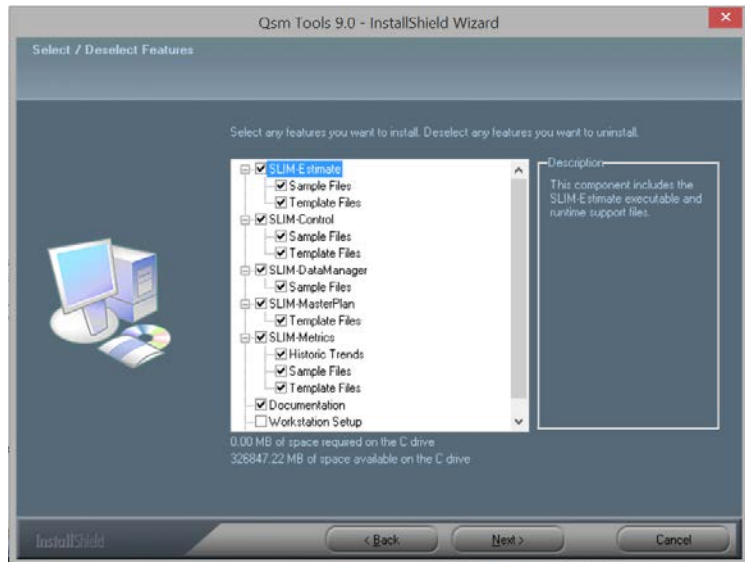 Qsm Tools 9.0 - InstallShield Wizard
Select / Deselect Features
Select any features you want to install. Deselect any features you want to uninstall.
SLIM-Estimate
Sample Files
Template Files
SLIM-Control
Sample Files
Template Files
SLIM-DataManager
Sample Files
SLIM-MasterPlan
Template Files
SLIM-Metrics
Historic Trends
Sample Files
Template Files
Documentation
Workstation Setup
Description
This component includes the
SLIM-Estimate executable and
runtime support files.
0.00 MB of space required on the C drive
326847.22 MB of space available on the C drive
InstallShield
< Back
Next >
Cancel